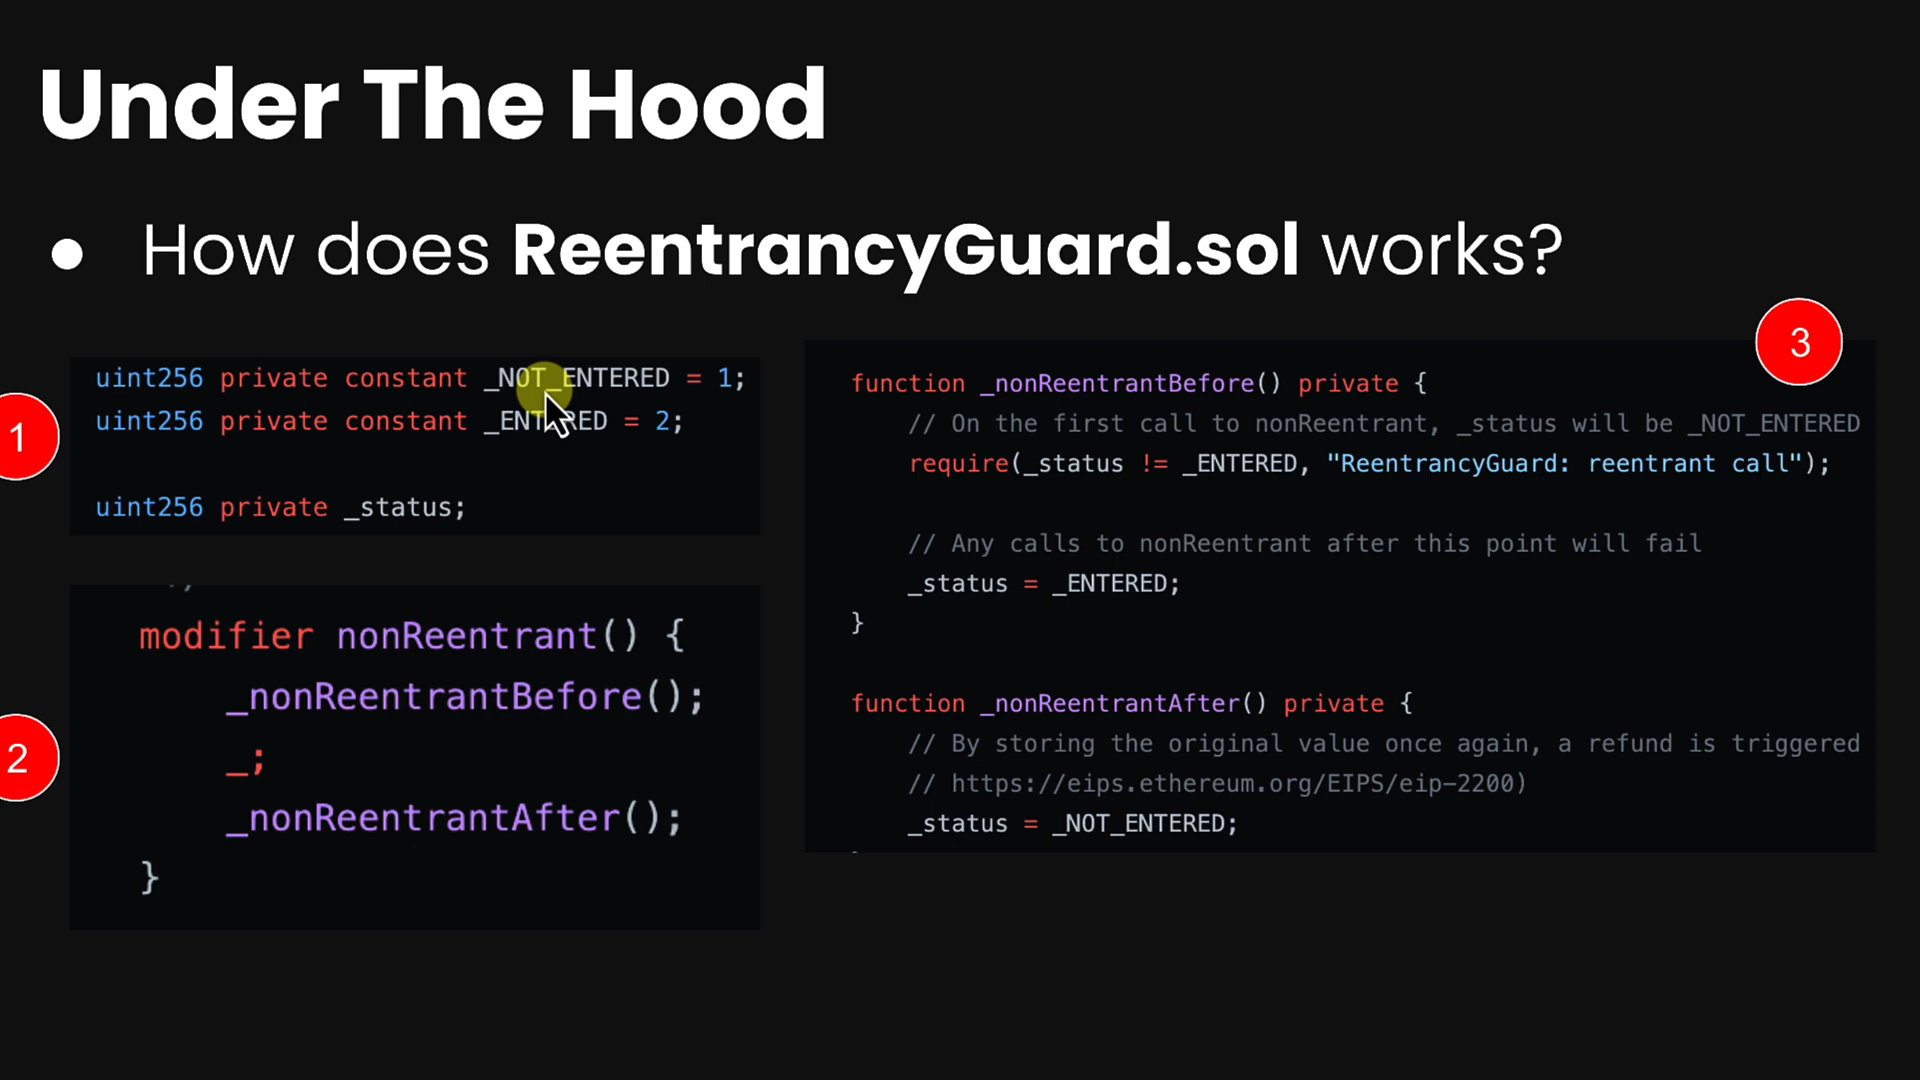 Under The Hood
● How does ReentrancyGuard.sol works?
1
uint256 private constant _NOT_ENTERED = 1;
uint256 private constant _ENTERED = 2;
uint256 private _status;
2
modifier nonReentrant() {
_nonReentrantBefore();
_;
_nonReentrantAfter();
}
3
function _nonReentrantBefore() private {
// On the first call to nonReentrant, _status will be _NOT_ENTERED
require(_status != _ENTERED, "ReentrancyGuard: reentrant call");
// Any calls to nonReentrant after this point will fail
_status = _ENTERED;
}
function _nonReentrantAfter() private {
// By storing the original value once again, a refund is triggered
// https://eips.ethereum.org/EIPS/eip-2200)
_status = _NOT_ENTERED;